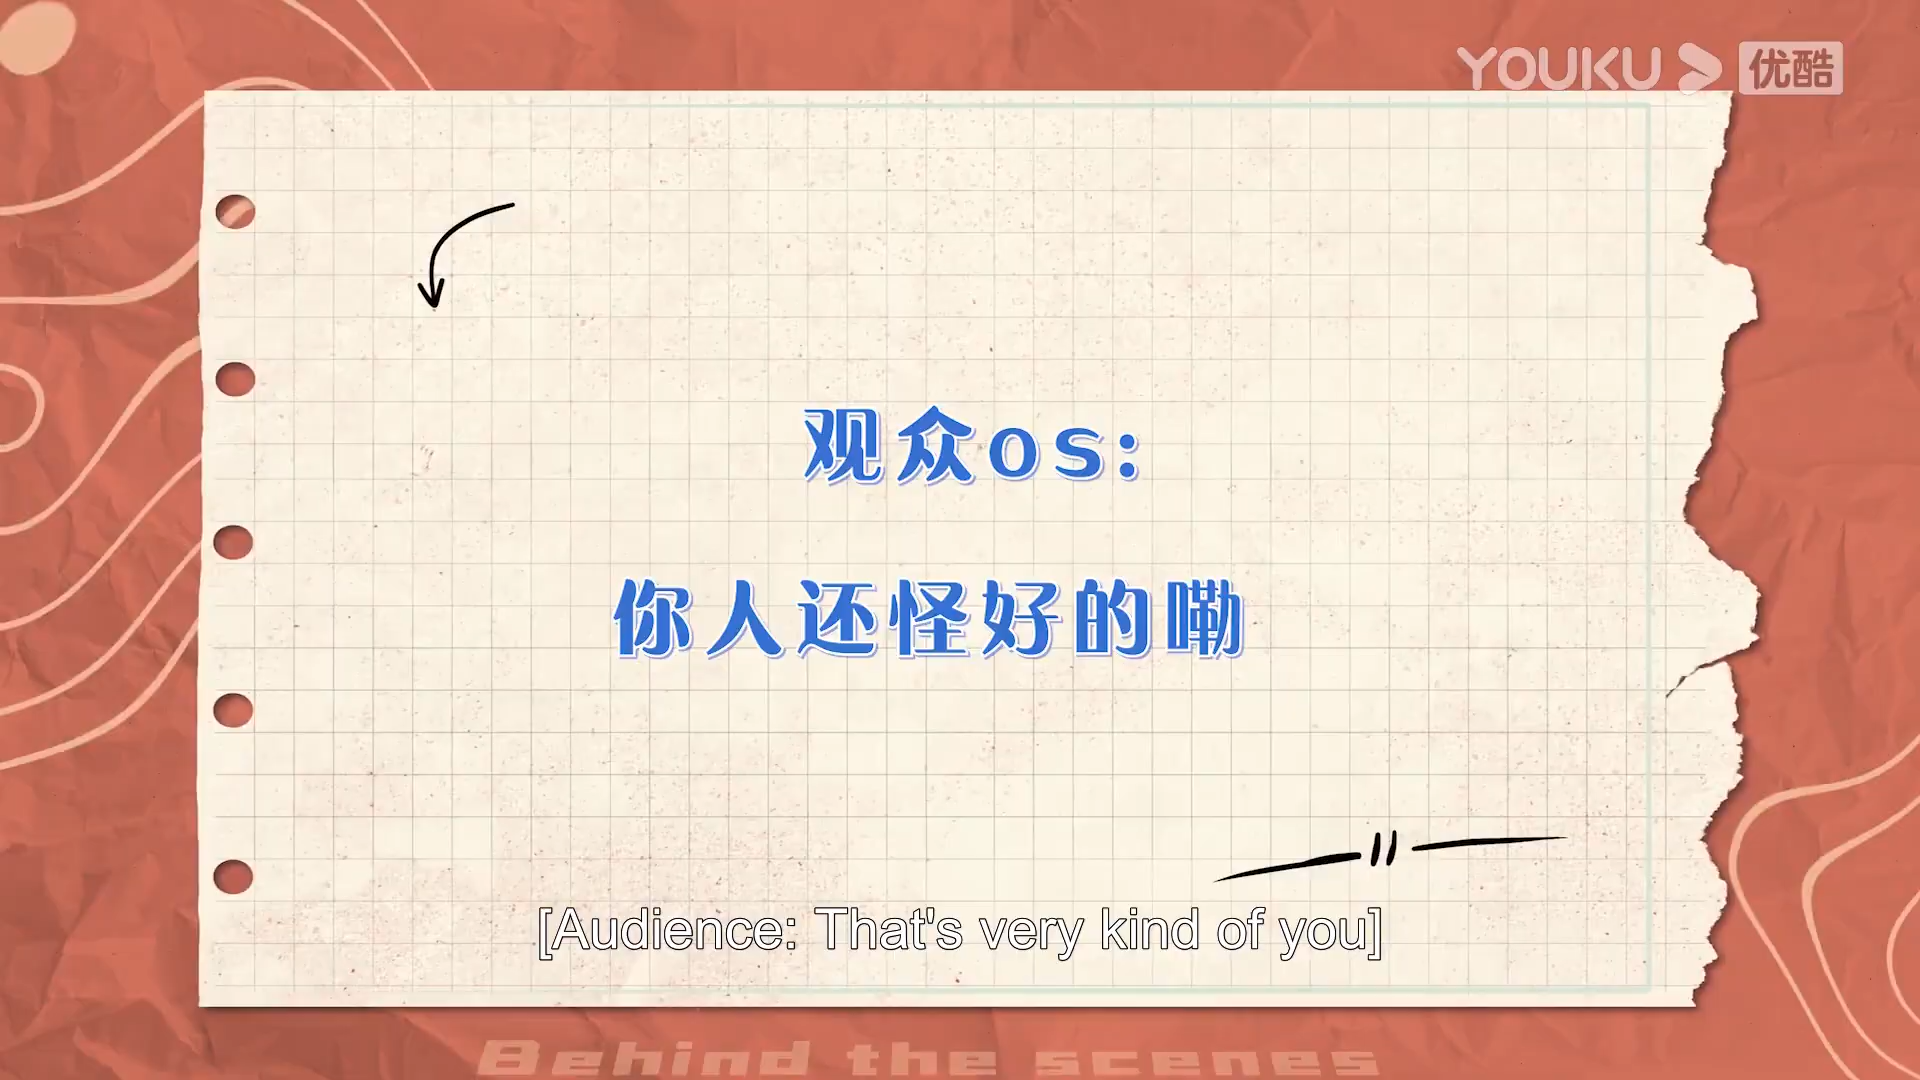 YOUKU 优酷
观众os:
你人还怪好的嘞
[Audience: That's very kind of you]
Behind the scenes